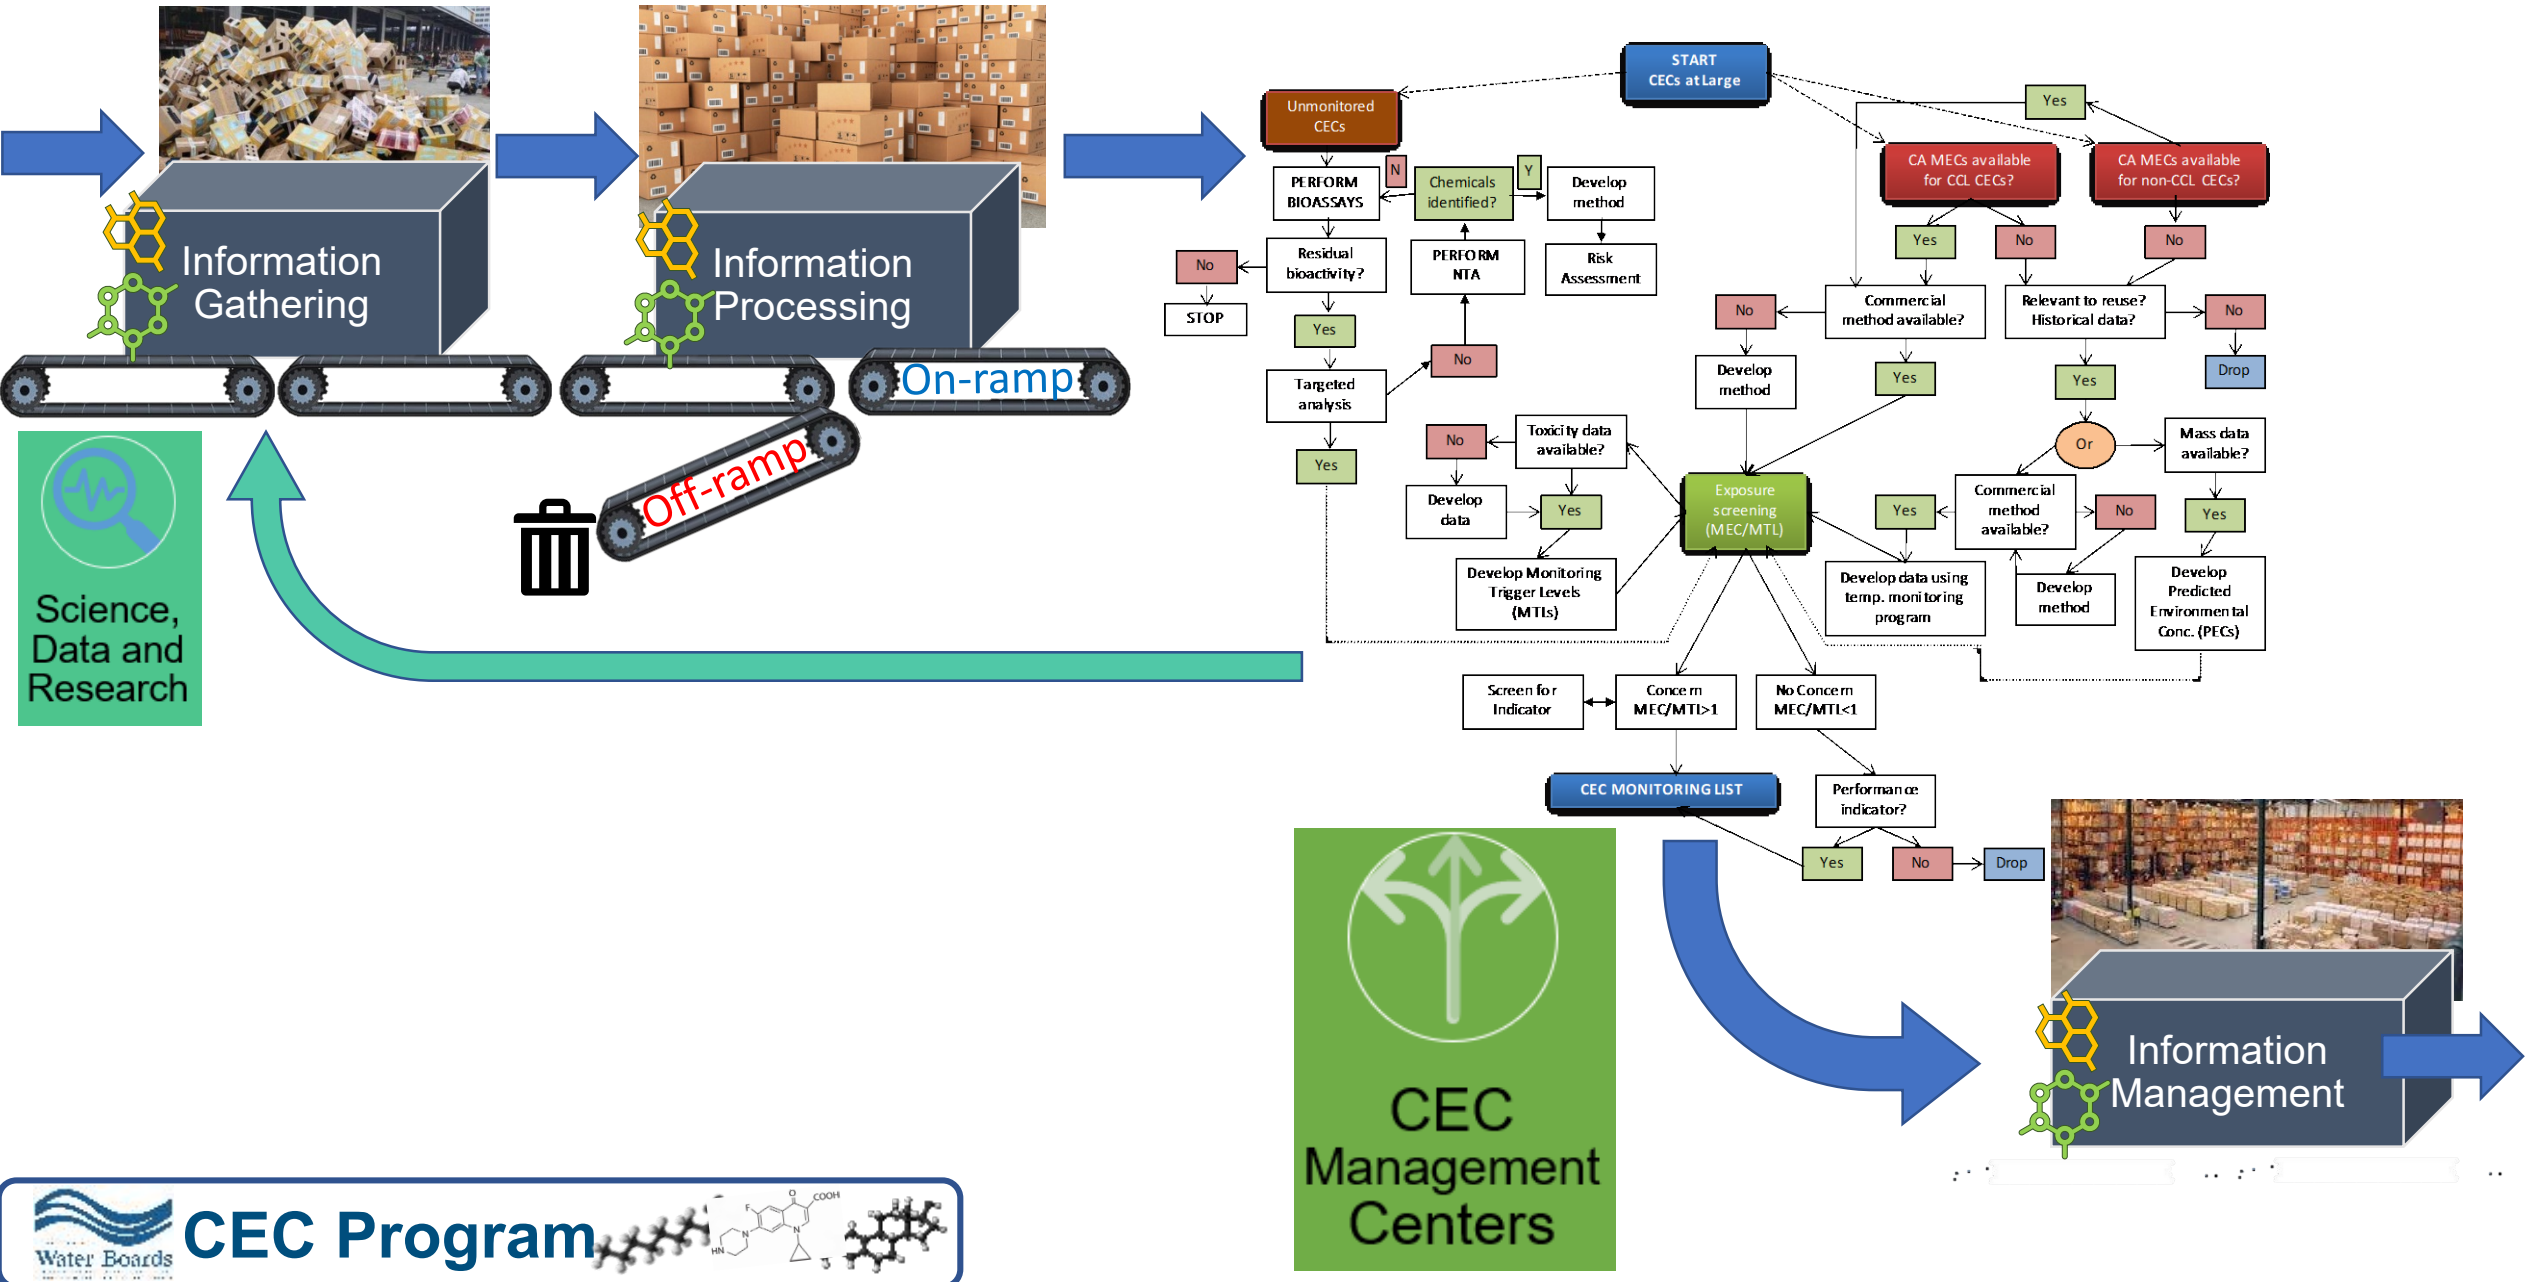 Information
Gathering
Information
Processing
On-ramp
Off-ramp
Science,
Data and
Research
START
CECs at Large
Unmonitored
CECs
PERFORM
BIOASSAYS
N
Chemicals
identified?
Y
Develop
method
Risk
Assessment
PERFORM
NTA
Residual
bioactivity?
No
STOP
Yes
Targeted
analysis
No
Yes
Yes
CA MECs available
for CCL CECs?
CA MECs available
for non-CCL CECs?
Yes
No
No
Commercial
method available?
No
Develop
method
Yes
Relevant to reuse?
Historical data?
No
Drop
Yes
Or
Mass data
available?
Yes
Develop
Predicted
Environmental
Conc. (PECs)
Commercial
method
available?
Yes
No
Develop
method
Develop data using
temp. monitoring
program
Toxicity data
available?
No
Develop
data
Yes
Develop Monitoring
Trigger Levels
(MTLs)
Exposure
screening
(MEC/MTL)
Screen for
Indicator
Concern
MEC/MTL>1
No Concern
MEC/MTL<1
CEC MONITORING LIST
Performance
indicator?
Yes
No
Drop
CEC
Management
Centers
Information
Management
Water Boards
CEC Program
F
O
COOH
N
N
HN